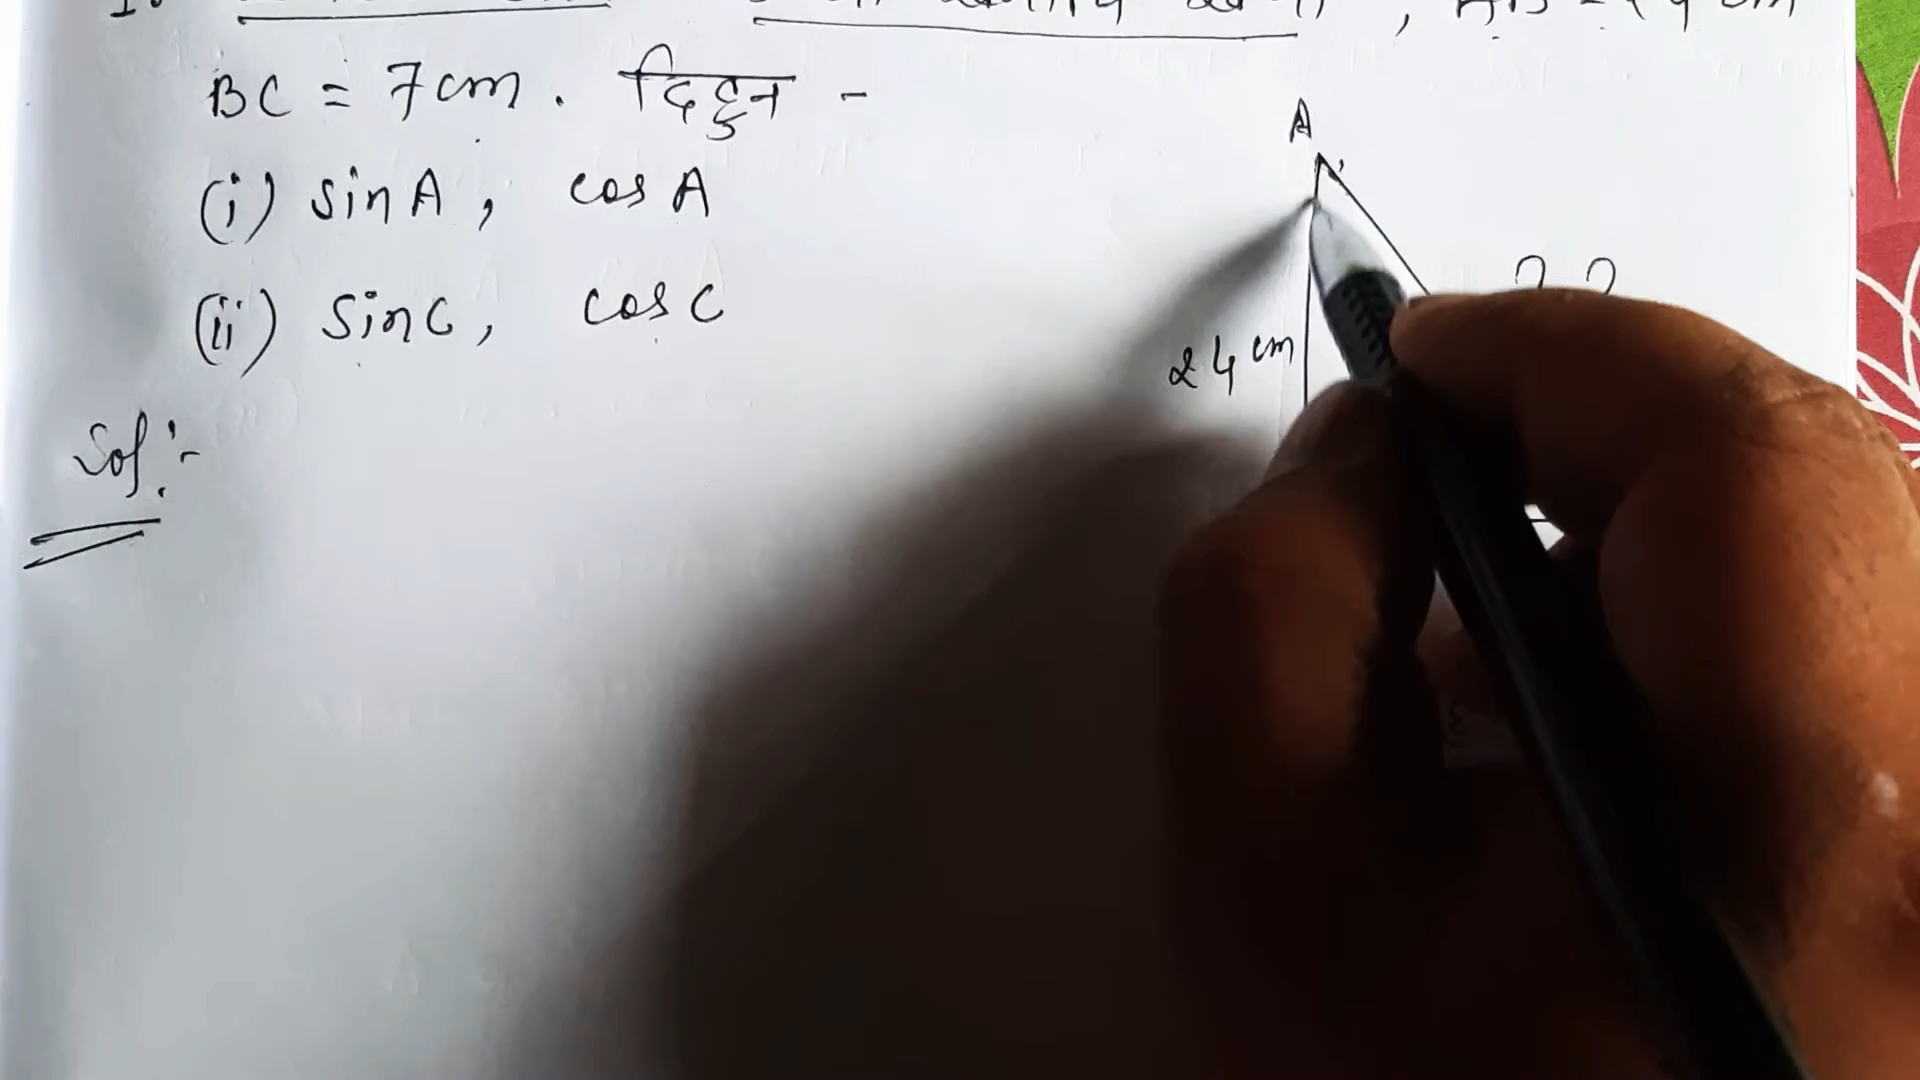 BC = 7cm. दिहुन -
(i) sin A, cos A
(ii) sin C, cos C
Sol :-
A
24 cm
? ?